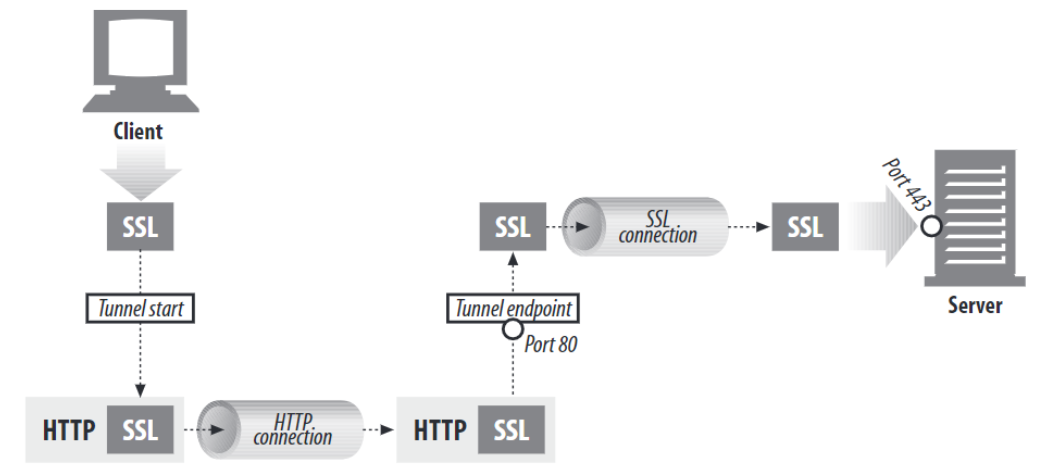 Client
SSL
Tunnel start
HTTP SSL
HTTP.
connection
HTTP SSL
Port 80
Tunnel endpoint
SSL
SSL
connection
SSL
Port 443
Server